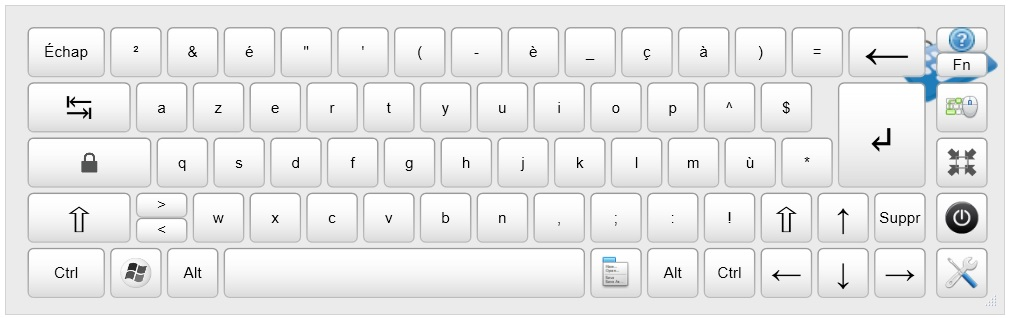 Échap ² & é " ' ( - è _ ç à ) = ← ?
Fn
a z e r t y u i o p ^ $
q s d f g h j k l m ù * ↵
⇧ > w x c v b n , ; : ! ⇧ ↑ Suppr
<
Ctrl Alt Alt Ctrl ← ↓ →